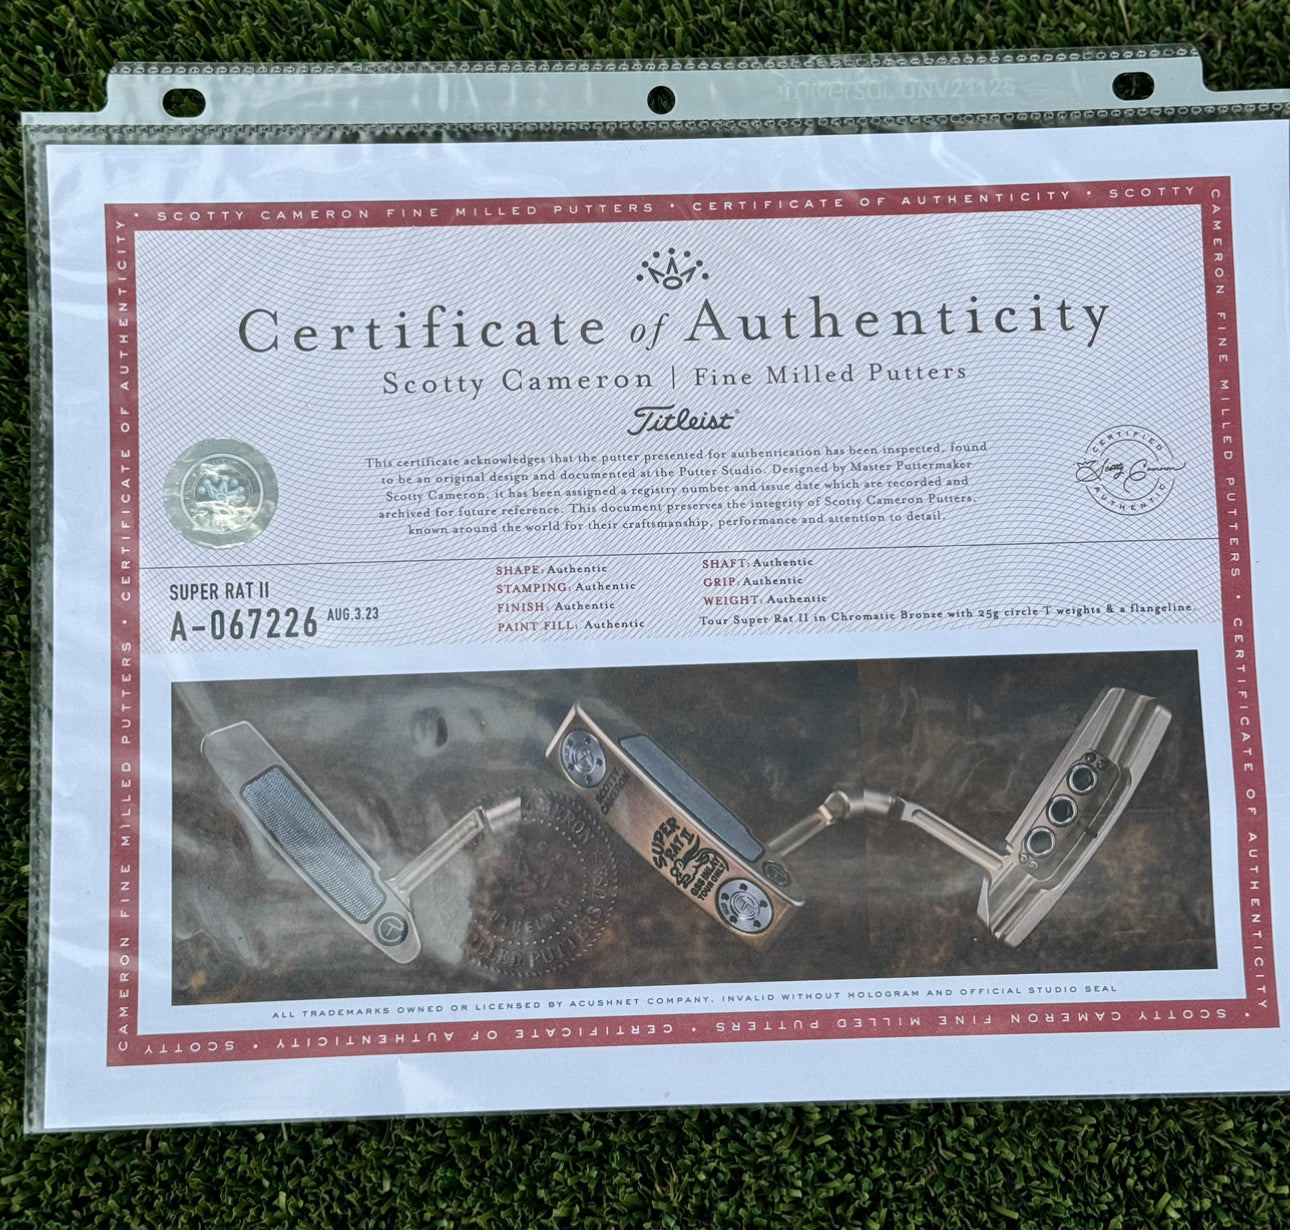 Universal UNV21125
• SCOTTY CAMERON FINE MILLED PUTTERS • CERTIFICATE OF AUTHENTICITY • SCOTTY
CAMERON FINE MILLED PUTTERS • CERTIFICATE OF AUTHENTICITY
Certificate of Authenticity
Scotty Cameron | Fine Milled Putters
Titleist®
This certificate acknowledges that the putter presented for authentication has been inspected, found
to be an original design and documented at the Putter Studio. Designed by Master Puttermaker
Scotty Cameron, it has been assigned a registry number and issue date which are recorded and
archived for future reference. This document preserves the integrity of Scotty Cameron Putters,
known around the world for their craftsmanship, performance and attention to detail.
CERTIFIED
Scotty Cameron
AUTHENTIC
SUPER RAT II
A-067226 AUG.3.23
SHAPE: Authentic
STAMPING: Authentic
FINISH: Authentic
PAINT FILL: Authentic
SHAFT: Authentic
GRIP: Authentic
WEIGHT: Authentic
Tour Super Rat II in Chromatic Bronze with 25g circle T weights & a flangeline.
SCOTTY
CAMERON
SUPER
RAT II
GSS INLAY
TOUR ONLY
ALL TRADEMARKS OWNED OR LICENSED BY ACUSHNET COMPANY. INVALID WITHOUT HOLOGRAM AND OFFICIAL STUDIO SEAL
• SCOTTY CAMERON FINE MILLED PUTTERS • CERTIFICATE OF AUTHENTICITY • SCOTTY
CAMERON FINE MILLED PUTTERS • CERTIFICATE OF AUTHENTICITY